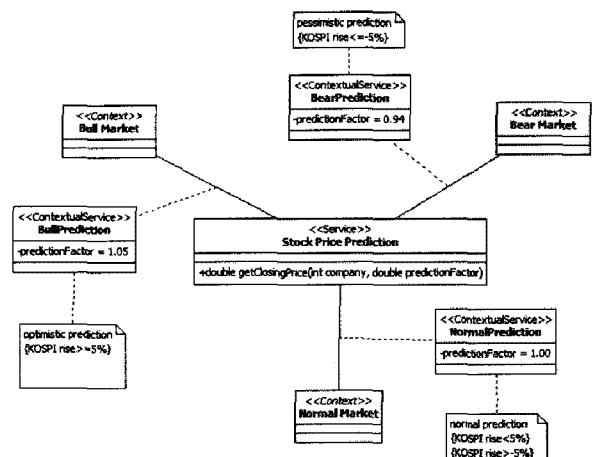 pessimistic prediction
{KOSPI rise<=-5%}
<<ContextualService>>
BearPrediction
-predictionFactor = 0.94
<<Context>>
Bull Market
<<Context>>
Bear Market
<<ContextualService>>
BullPrediction
-predictionFactor = 1.05
<<Service>>
Stock Price Prediction
+double getClosingPrice(int company, double predictionFactor)
optimistic prediction
{KOSPI rise>=5%}
<<ContextualService>>
NormalPrediction
-predictionFactor = 1.00
<<Context>>
Normal Market
normal prediction
{KOSPI rise<5%}
{KOSPI rise>-5%}